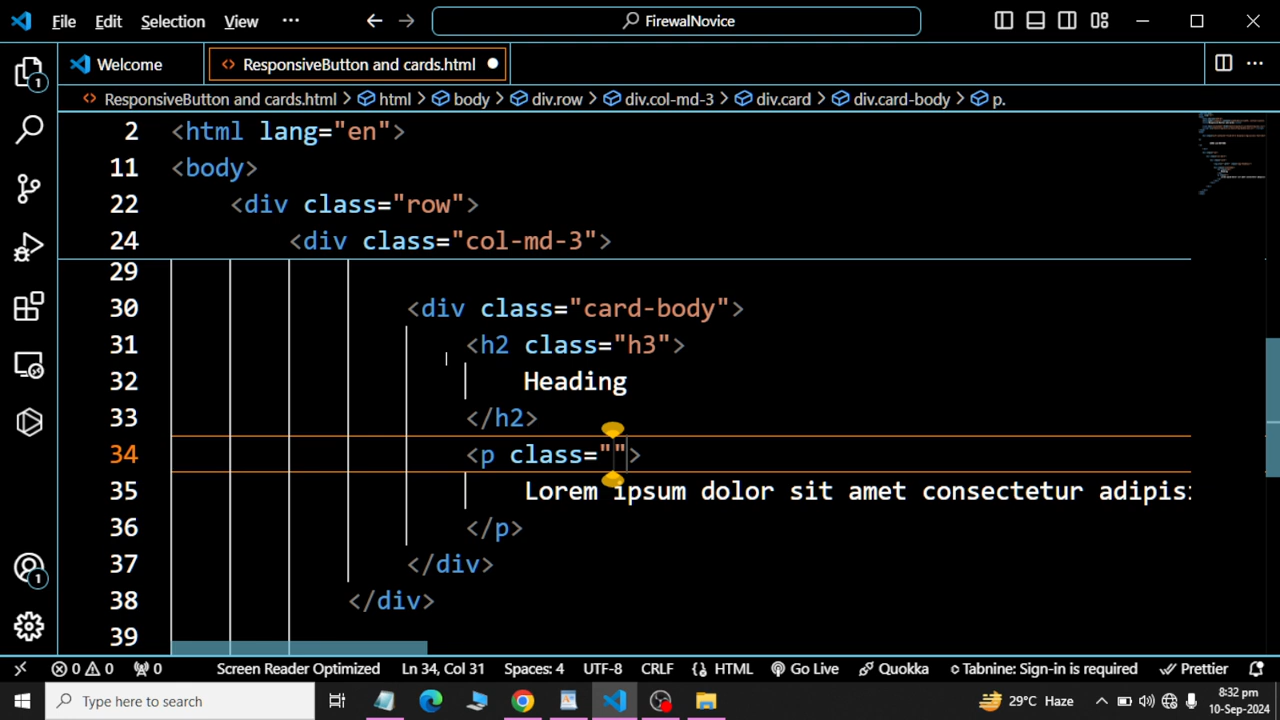 File Edit Selection View ··· FirewalNovice
Welcome ResponsiveButton and cards.html
ResponsiveButton and cards.html > html > body > div.row > div.col-md-3 > div.card > div.card-body > p.
2 <html lang="en">
11 <body>
22 <div class="row">
24 <div class="col-md-3">
29
30 <div class="card-body">
31 <h2 class="h3">
32 Heading
33 </h2>
34 <p class="">
35 Lorem ipsum dolor sit amet consectetur adipisi
36 </p>
37 </div>
38 </div>
39
1
1
0 0 0 Screen Reader Optimized Ln 34, Col 31 Spaces: 4 UTF-8 CRLF {} HTML Go Live Quokka Tabnine: Sign-in is required Prettier
Type here to search 29°C Haze 8:32 pm
10-Sep-2024